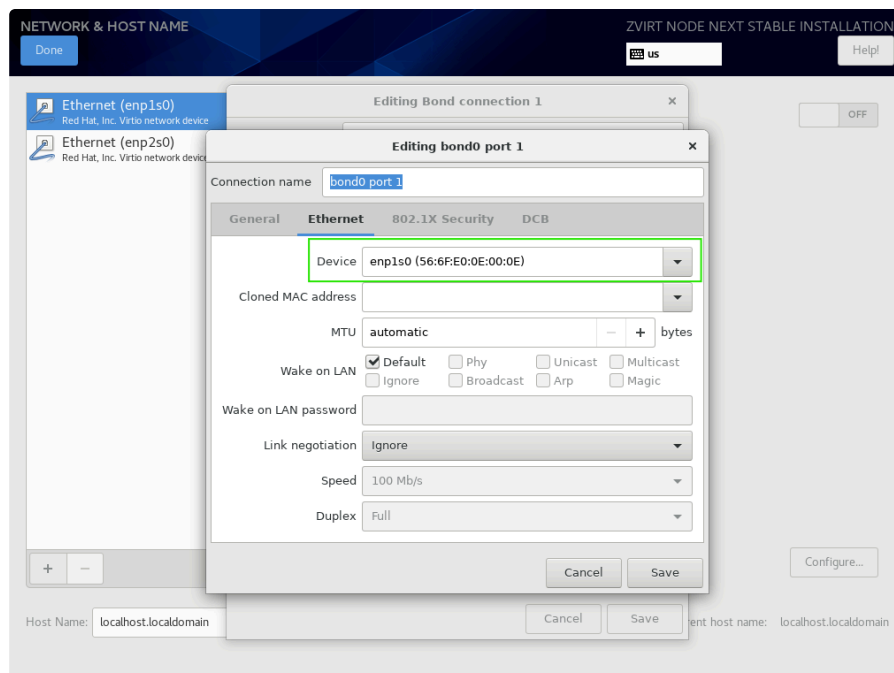 NETWORK & HOST NAME
ZVIRT NODE NEXT STABLE INSTALLATION
Done
us
Help!
Ethernet (enp1s0)
Red Hat, Inc. Virtio network device
Ethernet (enp2s0)
Red Hat, Inc. Virtio network device
Editing Bond connection 1
OFF
Editing bond0 port 1
Connection name bond0 port 1
General Ethernet 802.1X Security DCB
Device enp1s0 (56:6F:E0:0E:00:0E)
Cloned MAC address
MTU automatic − + bytes
Wake on LAN Default Phy Unicast Multicast
Ignore Broadcast Arp Magic
Wake on LAN password
Link negotiation Ignore
Speed 100 Mb/s
Duplex Full
Cancel Save
+ −
Configure...
Cancel Save
Host Name: localhost.localdomain
rent host name: localhost.localdomain